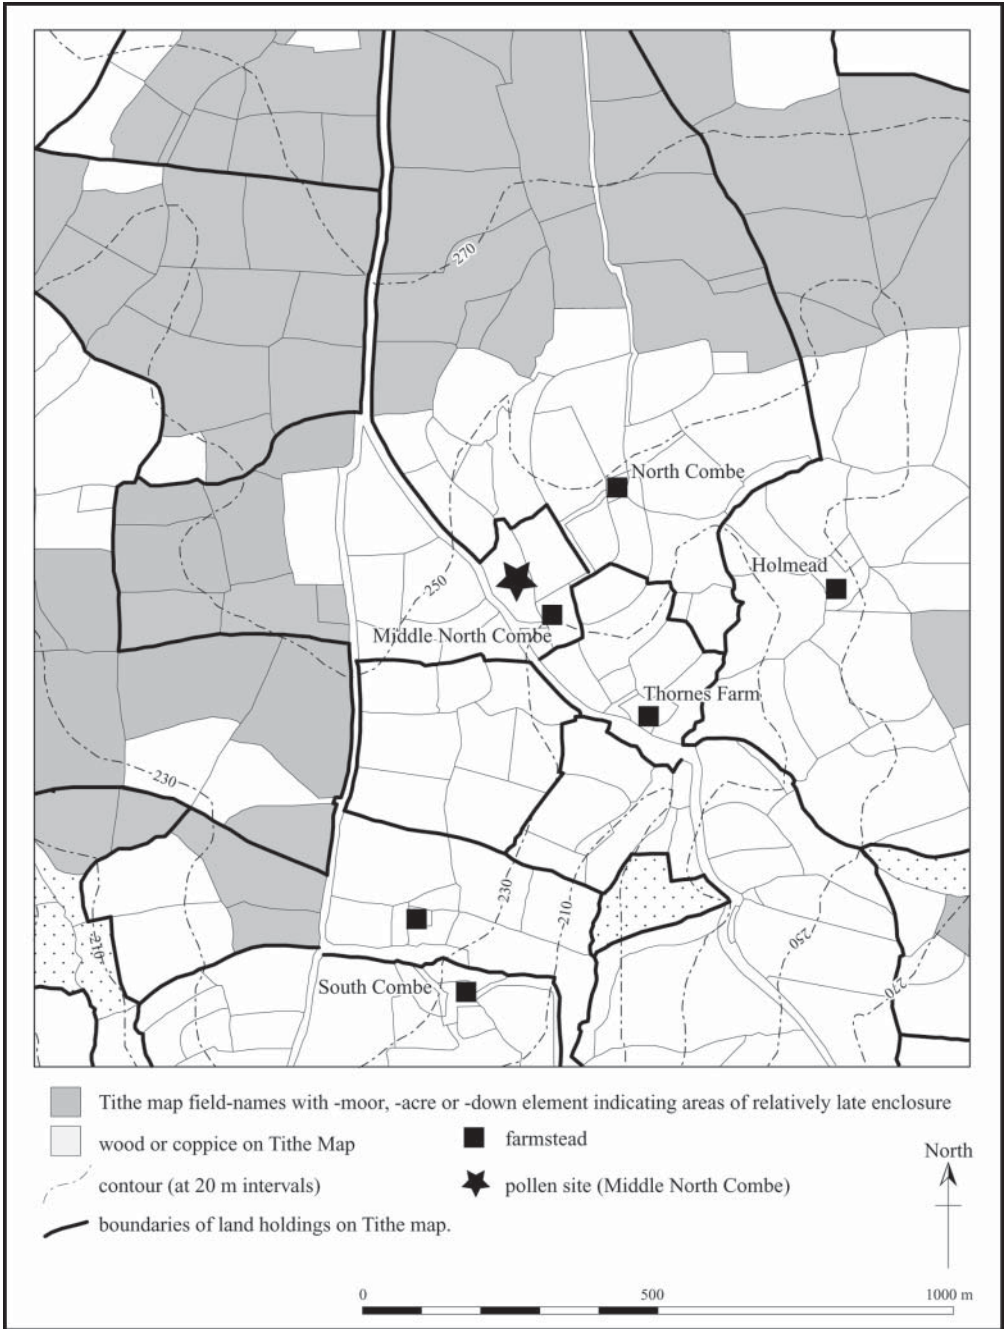 270
North Combe
Holmead
250
Middle North Combe
Thornes Farm
230
230
210
250
210
270
South Combe
Tithe map field-names with -moor, -acre or -down element indicating areas of relatively late enclosure
wood or coppice on Tithe Map
farmstead
North
contour (at 20 m intervals)
pollen site (Middle North Combe)
boundaries of land holdings on Tithe map.
0 500 1000 m